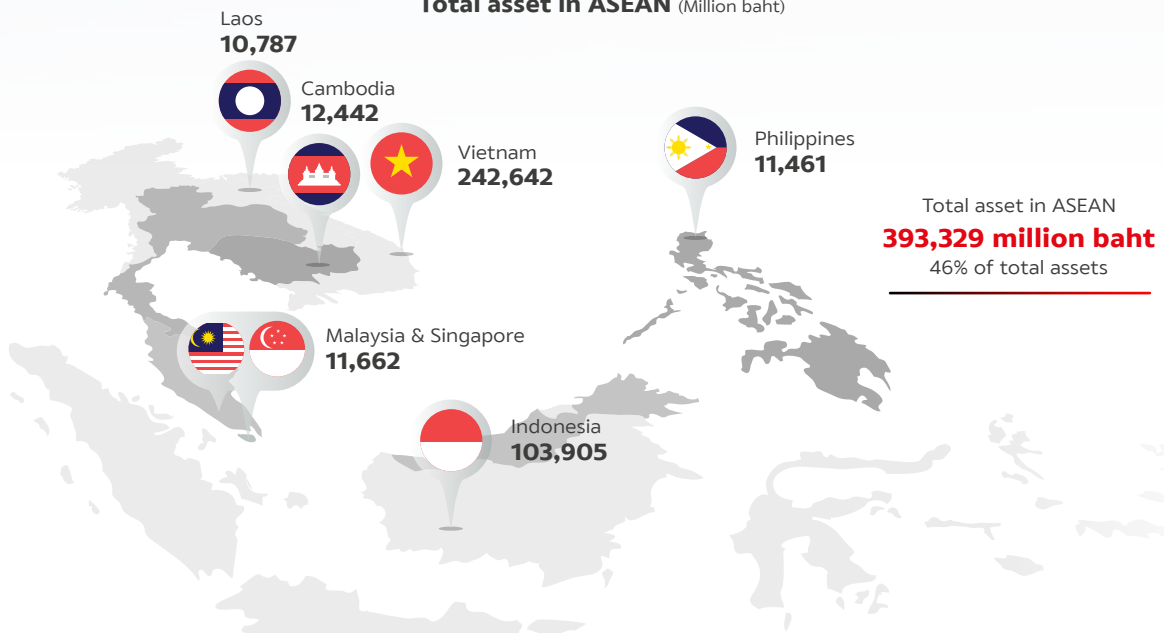 Total asset in ASEAN (Million baht)
Laos
10,787
Cambodia
12,442
Vietnam
242,642
Philippines
11,461
Total asset in ASEAN
393,329 million baht
46% of total assets
Malaysia & Singapore
11,662
Indonesia
103,905